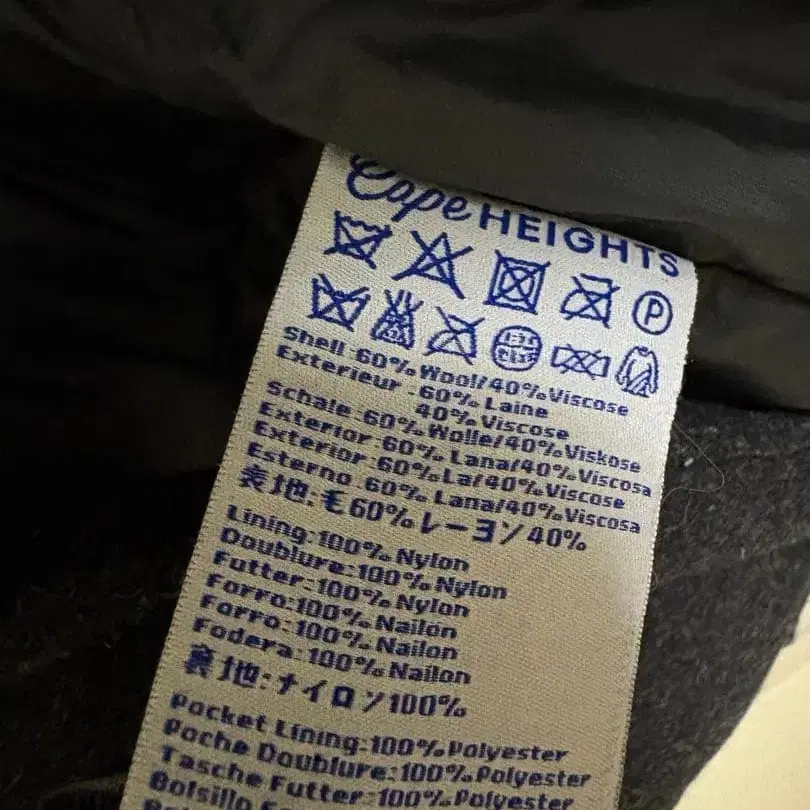 Cape HEIGHTS
P
Shell:60%Wool/40%Viscose
Exterieur -60% Laine
40%Viscose
Schale:60%Wolle/40%Viskose
Exterior:60%Lana/40%Viscosa
Exterior:60%La/40%Viscose
Esterno:60%Lana/40%Viscosa
表地:毛60%レーヨン40%
Lining:100%Nylon
Doublure:100%Nylon
Futter:100%Nylon
Forro:100%Nailon
Forro:100%Nailon
Fodera:100%Nailon
裏地:ナイロン100%
Pocket Lining:100%Polyester
Poche Doublure:100%Polyester
Tasche Futter:100%Polyester
Bolsillo